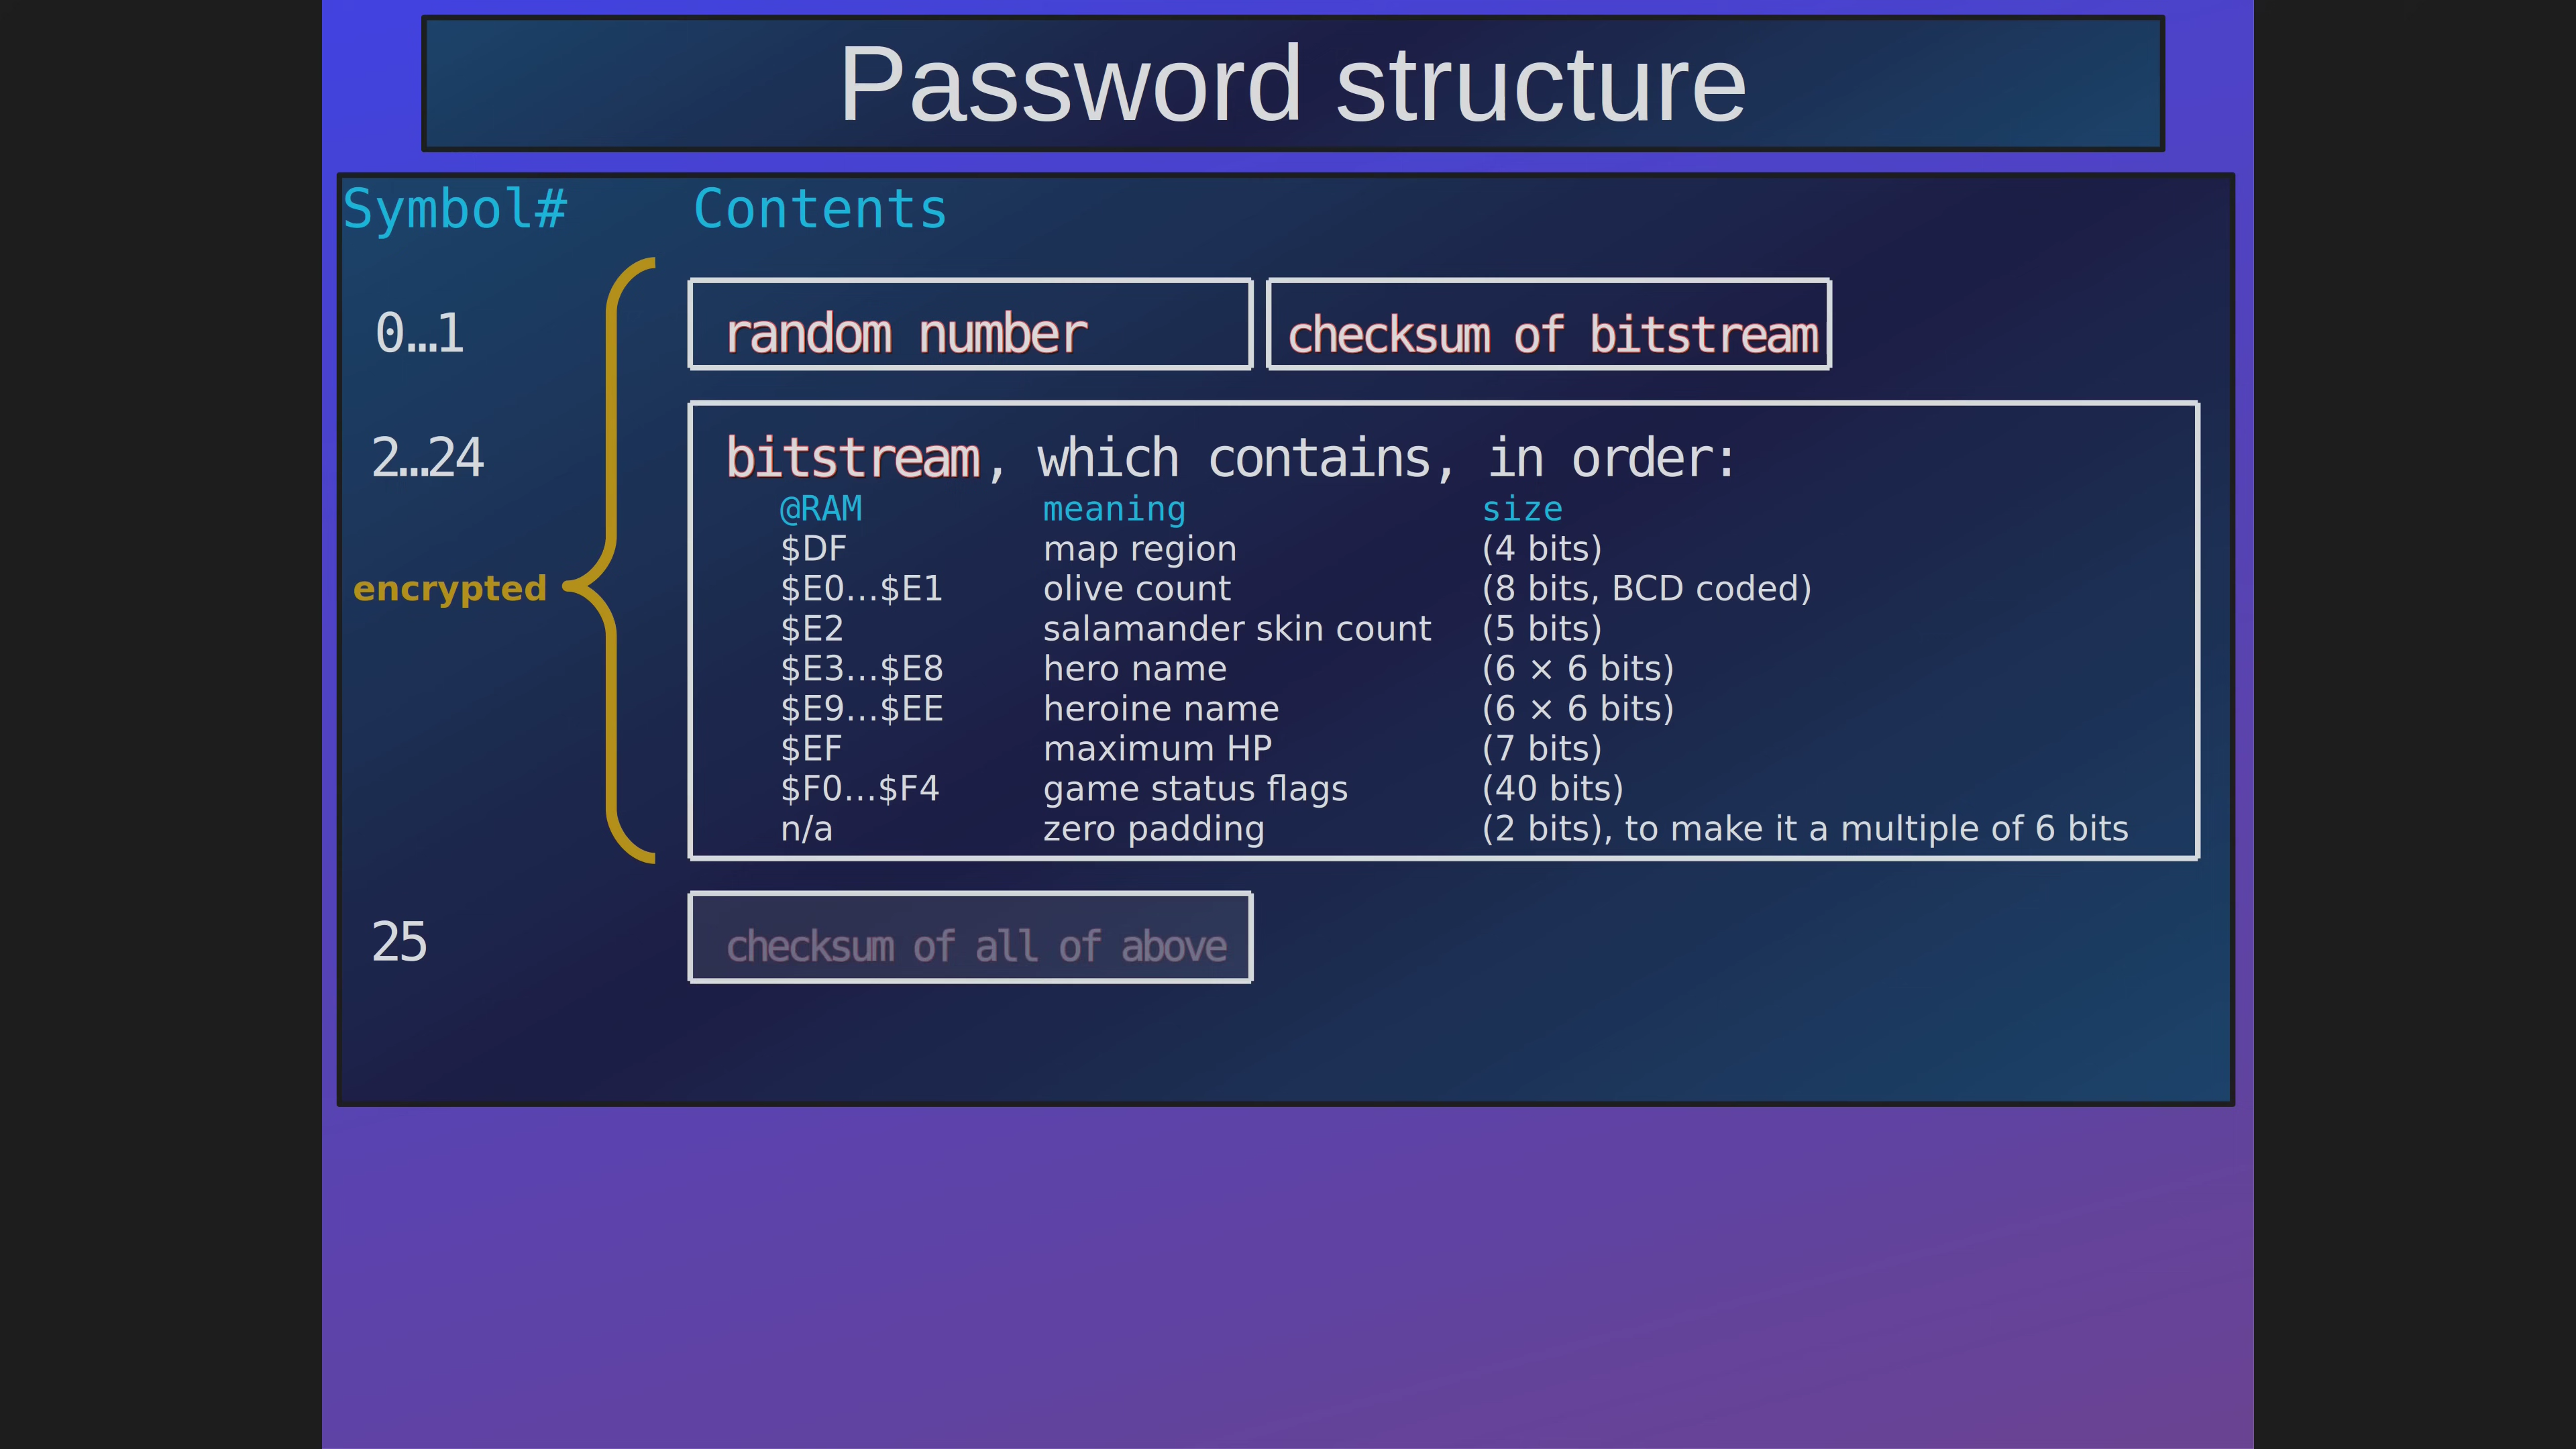 Password structure
Symbol# Contents
0…1 random number checksum of bitstream
2…24 bitstream, which contains, in order:
@RAM meaning size
$DF map region (4 bits)
$E0…$E1 olive count (8 bits, BCD coded)
encrypted
$E2 salamander skin count (5 bits)
$E3…$E8 hero name (6 × 6 bits)
$E9…$EE heroine name (6 × 6 bits)
$EF maximum HP (7 bits)
$F0…$F4 game status flags (40 bits)
n/a zero padding (2 bits), to make it a multiple of 6 bits
25 checksum of all of above